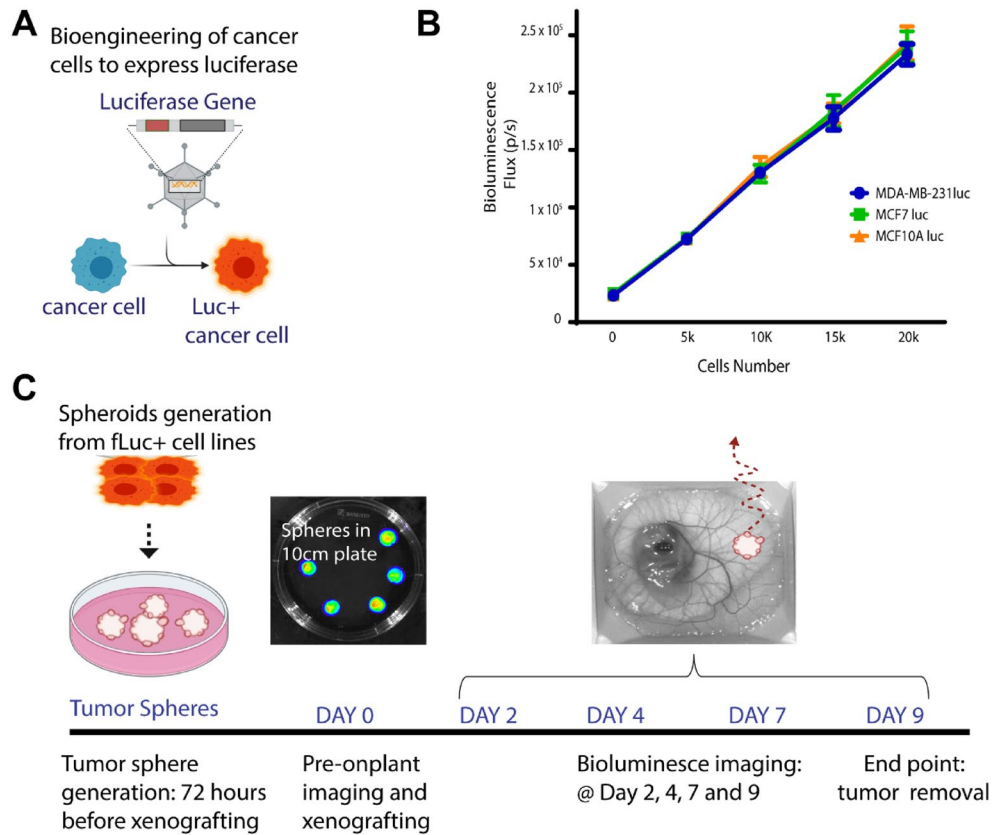 A
Bioengineering of cancer
cells to express luciferase
Luciferase Gene
cancer cell
Luc+
cancer cell
B
Bioluminescence
Flux (p/s)
2.5 x 10⁵
2 x 10⁵
1.5 x 10⁵
1 x 10⁵
5 x 10⁴
0
0 5k 10K 15k 20k
Cells Number
MDA-MB-231luc
MCF7 luc
MCF10A luc
C
Spheroids generation
from fLuc+ cell lines
Spheres in
10cm plate
Tumor Spheres
DAY 0
DAY 2
DAY 4
DAY 7
DAY 9
Tumor sphere
generation: 72 hours
before xenografting
Pre-onplant
imaging and
xenografting
Bioluminesce imaging:
@ Day 2, 4, 7 and 9
End point:
tumor removal